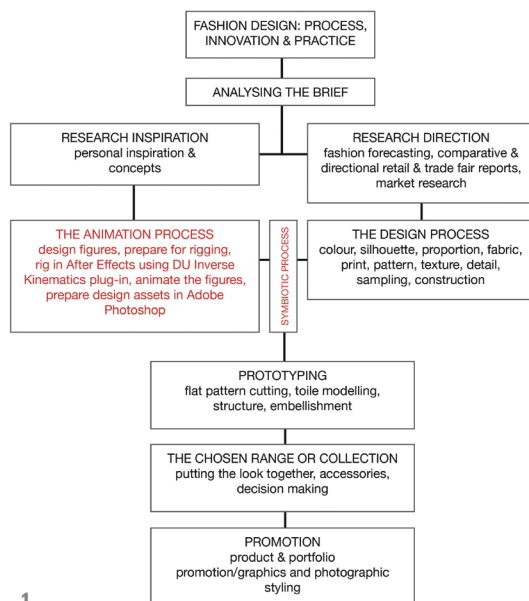 FASHION DESIGN: PROCESS,
INNOVATION & PRACTICE
ANALYSING THE BRIEF
RESEARCH INSPIRATION
personal inspiration &
concepts
RESEARCH DIRECTION
fashion forecasting, comparative &
directional retail & trade fair reports,
market research
THE ANIMATION PROCESS
design figures, prepare for rigging,
rig in After Effects using DU Inverse
Kinematics plug-in, animate the figures,
prepare design assets in Adobe
Photoshop
SYMBIOTIC PROCESS
THE DESIGN PROCESS
colour, silhouette, proportion, fabric,
print, pattern, texture, detail,
sampling, construction
PROTOTYPING
flat pattern cutting, toile modelling,
structure, embellishment
THE CHOSEN RANGE OR COLLECTION
putting the look together, accessories,
decision making
PROMOTION
product & portfolio
promotion/graphics and photographic
styling
1